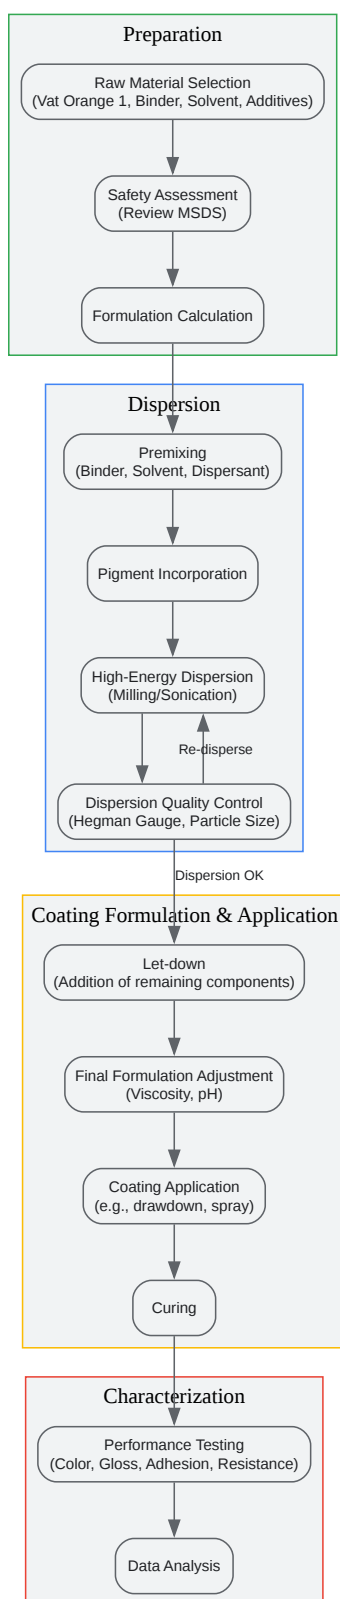 Preparation
Raw Material Selection
(Vat Orange 1, Binder, Solvent, Additives)
Safety Assessment
(Review MSDS)
Formulation Calculation
Dispersion
Premixing
(Binder, Solvent, Dispersant)
Pigment Incorporation
High-Energy Dispersion
(Milling/Sonication)
Re-disperse
Dispersion Quality Control
(Hegman Gauge, Particle Size)
Dispersion OK
Coating Formulation & Application
Let-down
(Addition of remaining components)
Final Formulation Adjustment
(Viscosity, pH)
Coating Application
(e.g., drawdown, spray)
Curing
Characterization
Performance Testing
(Color, Gloss, Adhesion, Resistance)
Data Analysis